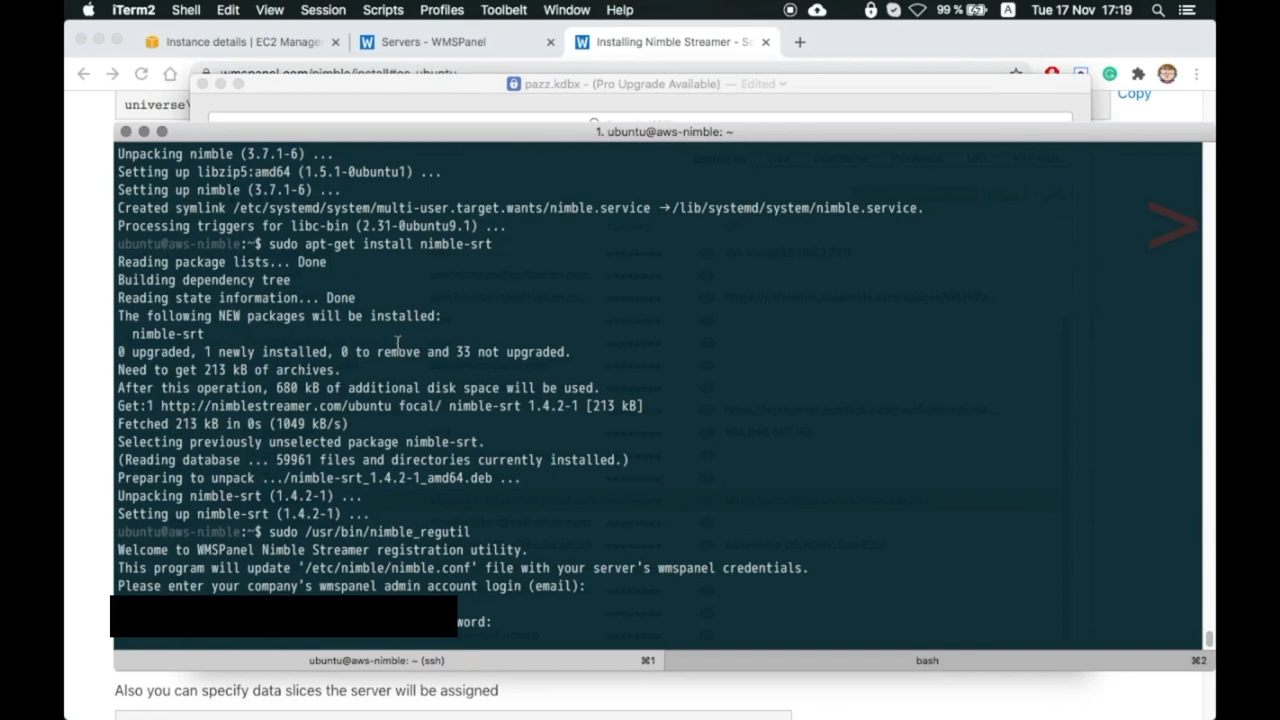 iTerm2 Shell Edit View Session Scripts Profiles Toolbelt Window Help 99 % A Tue 17 Nov 17:19
Instance details | EC2 Manage
Servers - WMSPanel
Installing Nimble Streamer - Sc
wmspanel.com/nimble/install#os_ubuntu
pazz.kdbx - (Pro Upgrade Available) — Edited
universe\
Copy
1. ubuntu@aws-nimble: ~
Unpacking nimble (3.7.1-6) ...
Setting up libzip5:amd64 (1.5.1-0ubuntu1) ...
Setting up nimble (3.7.1-6) ...
Created symlink /etc/systemd/system/multi-user.target.wants/nimble.service → /lib/systemd/system/nimble.service.
Processing triggers for libc-bin (2.31-0ubuntu9.1) ...
ubuntu@aws-nimble:~$ sudo apt-get install nimble-srt
Reading package lists... Done
Building dependency tree
Reading state information... Done
The following NEW packages will be installed:
nimble-srt
0 upgraded, 1 newly installed, 0 to remove and 33 not upgraded.
Need to get 213 kB of archives.
After this operation, 680 kB of additional disk space will be used.
Get:1 http://nimblestreamer.com/ubuntu focal/ nimble-srt 1.4.2-1 [213 kB]
Fetched 213 kB in 0s (1049 kB/s)
Selecting previously unselected package nimble-srt.
(Reading database ... 59961 files and directories currently installed.)
Preparing to unpack .../nimble-srt_1.4.2-1_amd64.deb ...
Unpacking nimble-srt (1.4.2-1) ...
Setting up nimble-srt (1.4.2-1) ...
ubuntu@aws-nimble:~$ sudo /usr/bin/nimble_regutil
Welcome to WMSPanel Nimble Streamer registration utility.
This program will update '/etc/nimble/nimble.conf' file with your server's wmspanel credentials.
Please enter your company's wmspanel admin account login (email):
word:
ubuntu@aws-nimble: ~ (ssh) ⌘1 bash ⌘2
Also you can specify data slices the server will be assigned